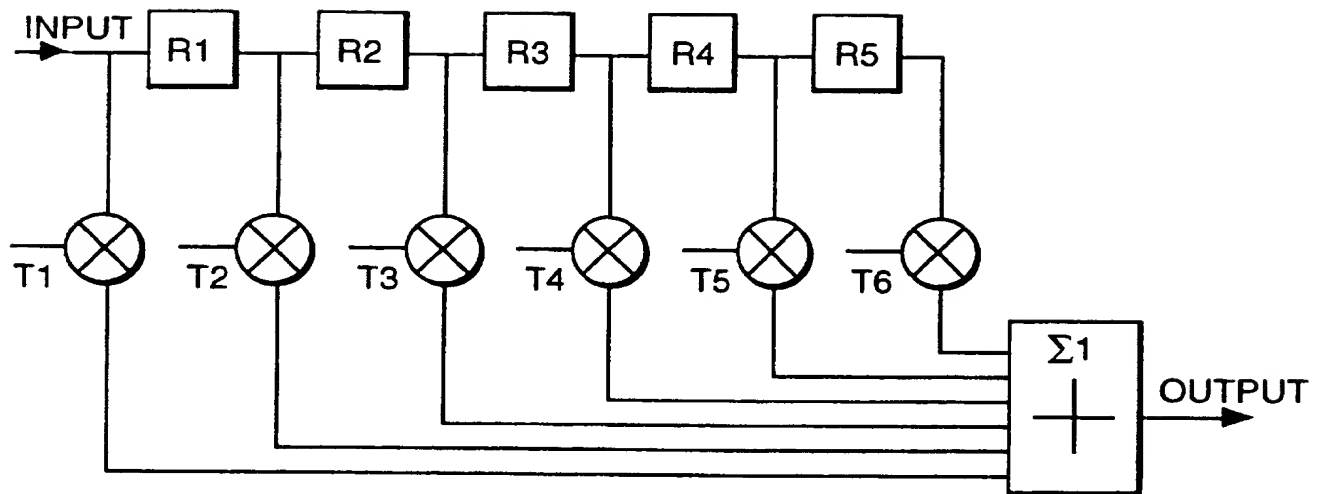 INPUT
R1 R2 R3 R4 R5
T1 T2 T3 T4 T5 T6
Σ1
+
OUTPUT